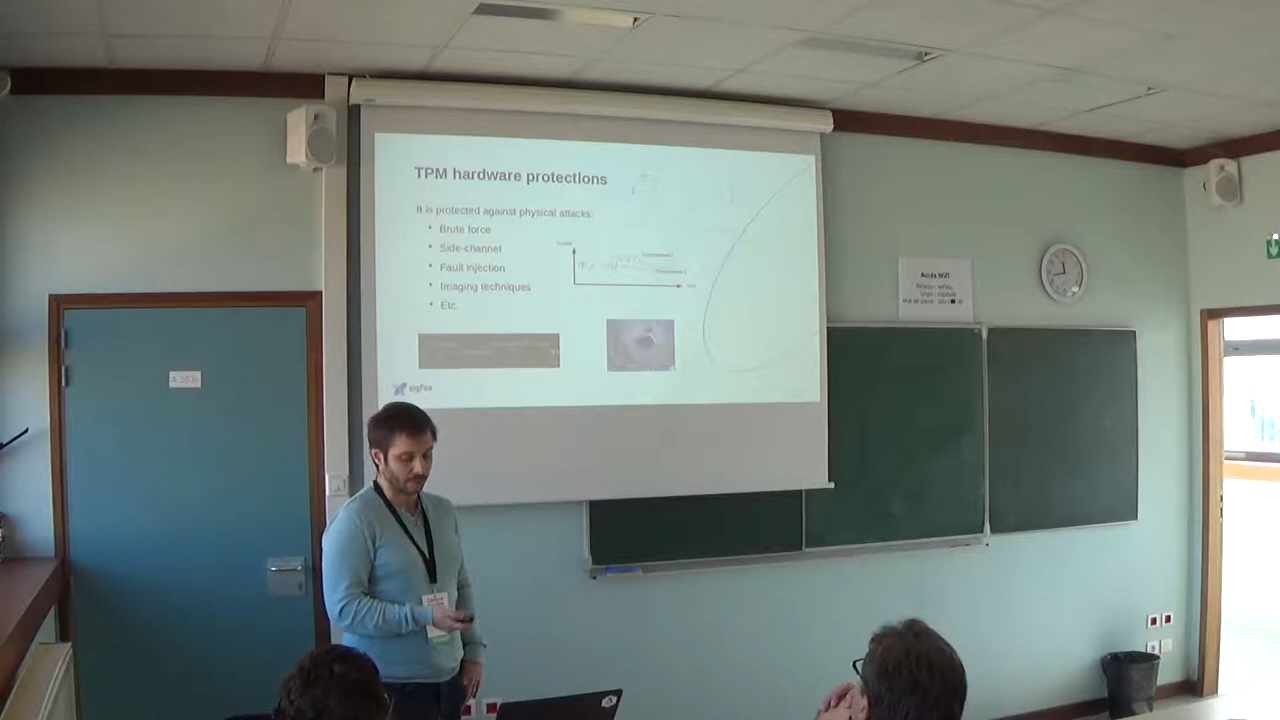 TPM hardware protections
It is protected against physical attacks:
Brute force
Side-channel
Fault injection
Imaging techniques
Etc.
sigfox
Accès WiFi